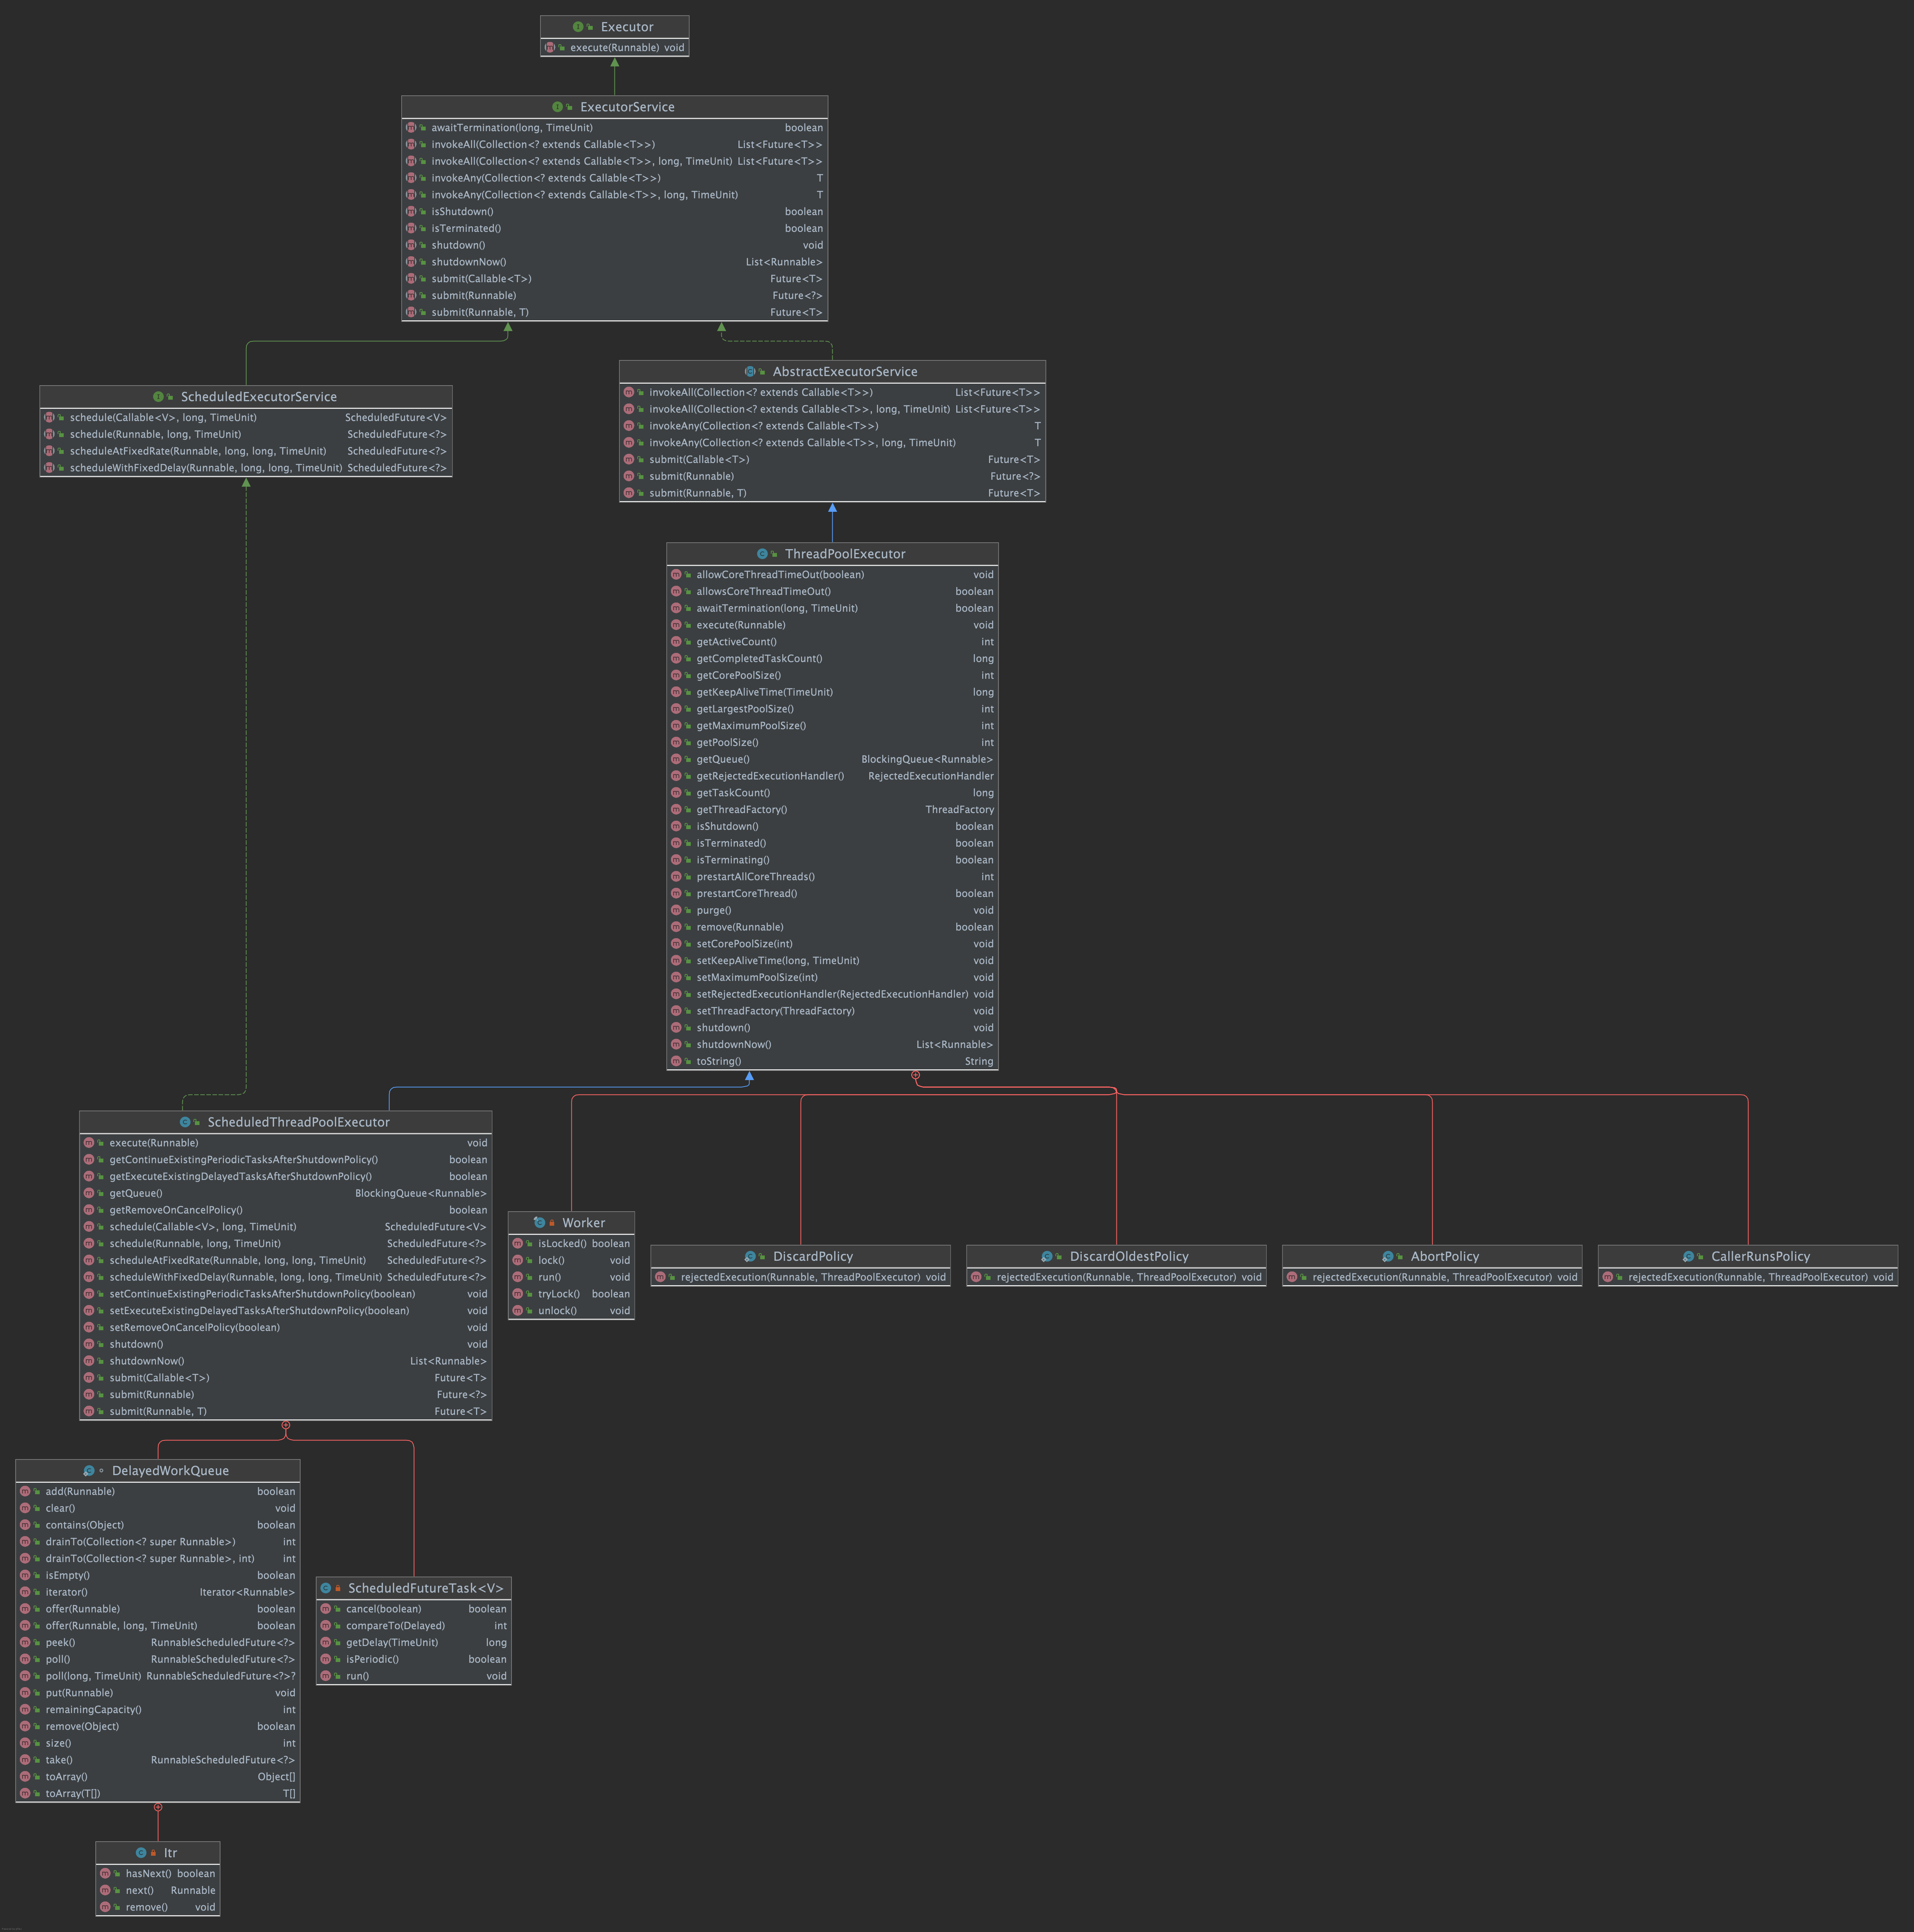 Executor
execute(Runnable) void
ExecutorService
awaitTermination(long, TimeUnit) boolean
invokeAll(Collection<? extends Callable<T>>) List<Future<T>>
invokeAll(Collection<? extends Callable<T>>, long, TimeUnit) List<Future<T>>
invokeAny(Collection<? extends Callable<T>>) T
invokeAny(Collection<? extends Callable<T>>, long, TimeUnit) T
isShutdown() boolean
isTerminated() boolean
shutdown() void
shutdownNow() List<Runnable>
submit(Callable<T>) Future<T>
submit(Runnable) Future<?>
submit(Runnable, T) Future<T>
ScheduledExecutorService
schedule(Callable<V>, long, TimeUnit) ScheduledFuture<V>
schedule(Runnable, long, TimeUnit) ScheduledFuture<?>
scheduleAtFixedRate(Runnable, long, long, TimeUnit) ScheduledFuture<?>
scheduleWithFixedDelay(Runnable, long, long, TimeUnit) ScheduledFuture<?>
AbstractExecutorService
invokeAll(Collection<? extends Callable<T>>) List<Future<T>>
invokeAll(Collection<? extends Callable<T>>, long, TimeUnit) List<Future<T>>
invokeAny(Collection<? extends Callable<T>>) T
invokeAny(Collection<? extends Callable<T>>, long, TimeUnit) T
submit(Callable<T>) Future<T>
submit(Runnable) Future<?>
submit(Runnable, T) Future<T>
ThreadPoolExecutor
allowCoreThreadTimeOut(boolean) void
allowsCoreThreadTimeOut() boolean
awaitTermination(long, TimeUnit) boolean
execute(Runnable) void
getActiveCount() int
getCompletedTaskCount() long
getCorePoolSize() int
getKeepAliveTime(TimeUnit) long
getLargestPoolSize() int
getMaximumPoolSize() int
getPoolSize() int
getQueue() BlockingQueue<Runnable>
getRejectedExecutionHandler() RejectedExecutionHandler
getTaskCount() long
getThreadFactory() ThreadFactory
isShutdown() boolean
isTerminated() boolean
isTerminating() boolean
prestartAllCoreThreads() int
prestartCoreThread() boolean
purge() void
remove(Runnable) boolean
setCorePoolSize(int) void
setKeepAliveTime(long, TimeUnit) void
setMaximumPoolSize(int) void
setRejectedExecutionHandler(RejectedExecutionHandler) void
setThreadFactory(ThreadFactory) void
shutdown() void
shutdownNow() List<Runnable>
toString() String
ScheduledThreadPoolExecutor
execute(Runnable) void
getContinueExistingPeriodicTasksAfterShutdownPolicy() boolean
getExecuteExistingDelayedTasksAfterShutdownPolicy() boolean
getQueue() BlockingQueue<Runnable>
getRemoveOnCancelPolicy() boolean
schedule(Callable<V>, long, TimeUnit) ScheduledFuture<V>
schedule(Runnable, long, TimeUnit) ScheduledFuture<?>
scheduleAtFixedRate(Runnable, long, long, TimeUnit) ScheduledFuture<?>
scheduleWithFixedDelay(Runnable, long, long, TimeUnit) ScheduledFuture<?>
setContinueExistingPeriodicTasksAfterShutdownPolicy(boolean) void
setExecuteExistingDelayedTasksAfterShutdownPolicy(boolean) void
setRemoveOnCancelPolicy(boolean) void
shutdown() void
shutdownNow() List<Runnable>
submit(Callable<T>) Future<T>
submit(Runnable) Future<?>
submit(Runnable, T) Future<T>
Worker
isLocked() boolean
lock() void
run() void
tryLock() boolean
unlock() void
DiscardPolicy
rejectedExecution(Runnable, ThreadPoolExecutor) void
DiscardOldestPolicy
rejectedExecution(Runnable, ThreadPoolExecutor) void
AbortPolicy
rejectedExecution(Runnable, ThreadPoolExecutor) void
CallerRunsPolicy
rejectedExecution(Runnable, ThreadPoolExecutor) void
DelayedWorkQueue
add(Runnable) boolean
clear() void
contains(Object) boolean
drainTo(Collection<? super Runnable>) int
drainTo(Collection<? super Runnable>, int) int
isEmpty() boolean
iterator() Iterator<Runnable>
offer(Runnable) boolean
offer(Runnable, long, TimeUnit) boolean
peek() RunnableScheduledFuture<?>
poll() RunnableScheduledFuture<?>
poll(long, TimeUnit) RunnableScheduledFuture<?>?
put(Runnable) void
remainingCapacity() int
remove(Object) boolean
size() int
take() RunnableScheduledFuture<?>
toArray() Object[]
toArray(T[]) T[]
ScheduledFutureTask<V>
cancel(boolean) boolean
compareTo(Delayed) int
getDelay(TimeUnit) long
isPeriodic() boolean
run() void
Itr
hasNext() boolean
next() Runnable
remove() void